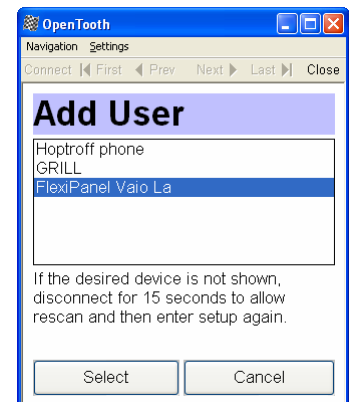 OpenTooth
Navigation Settings
Connect First Prev Next Last Close
Add User
Hoptroff phone
GRILL
FlexiPanel Vaio La
If the desired device is not shown,
disconnect for 15 seconds to allow
rescan and then enter setup again.
Select Cancel